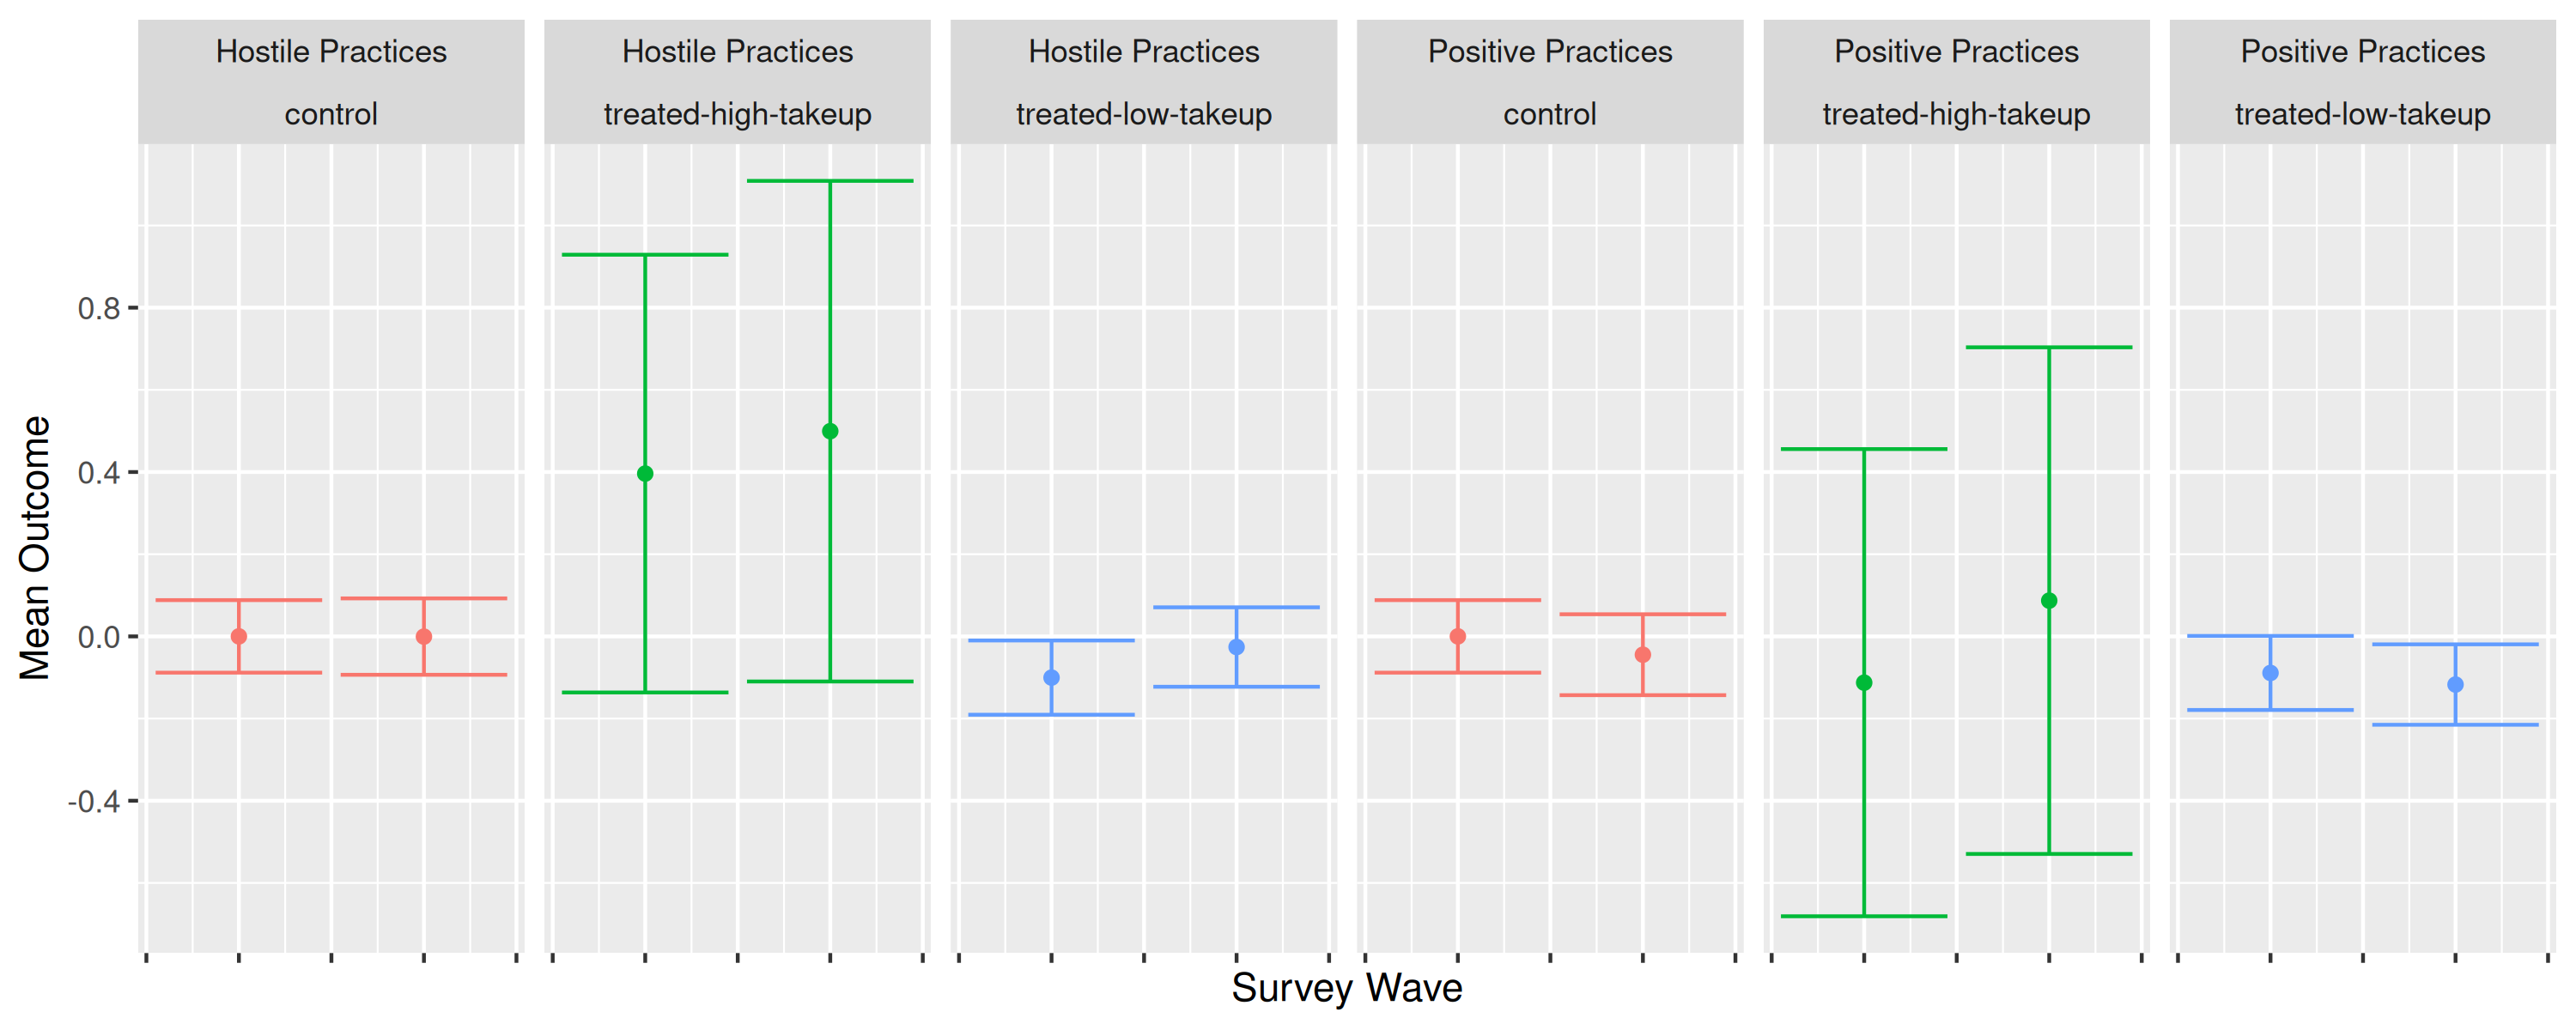 Hostile Practices
control
Hostile Practices
treated-high-takeup
Hostile Practices
treated-low-takeup
Positive Practices
control
Positive Practices
treated-high-takeup
Positive Practices
treated-low-takeup
Mean Outcome
0.8
0.4
0.0
-0.4
Survey Wave